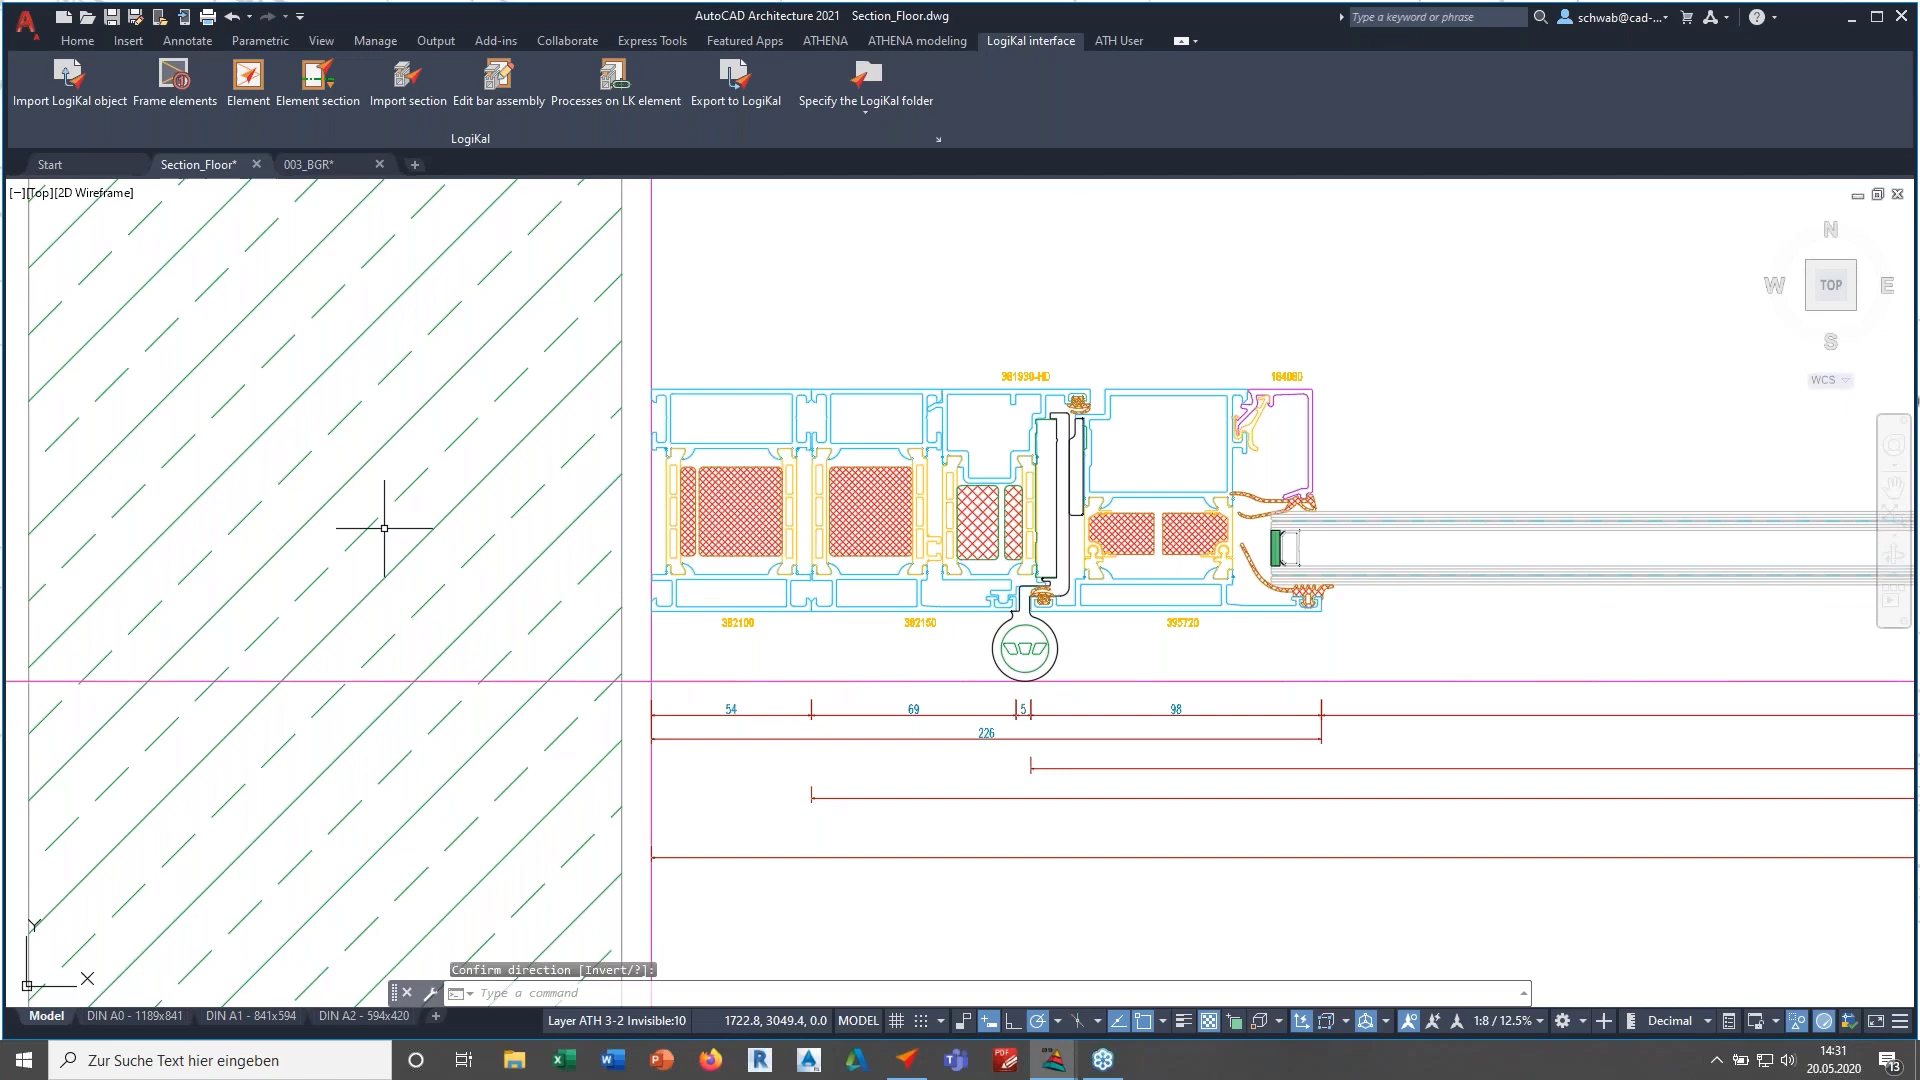 AutoCAD Architecture 2021 Section_Floor.dwg
Type a keyword or phrase
schwab@cad-...
Home Insert Annotate Parametric View Manage Output Add-ins Collaborate Express Tools Featured Apps ATHENA ATHENA modeling LogiKal interface ATH User
Import LogiKal object Frame elements Element Element section Import section Edit bar assembly Processes on LK element Export to LogiKal Specify the LogiKal folder
LogiKal
Start Section_Floor* 003_BGR*
[−][Top][2D Wireframe]
N
W TOP E
S
WCS
381930-HD
382100 382150 395720
54 69 5 98
226
Y
X
Confirm direction [Invert/?]:
Type a command
Model DIN A0 - 1189x841 DIN A1 - 841x594 DIN A2 - 594x420 +
Layer ATH 3-2 Invisible:10 1722.8, 3049.4, 0.0 MODEL 1:8 / 12.5% Decimal
Zur Suche Text hier eingeben
14:31
20.05.2020
13